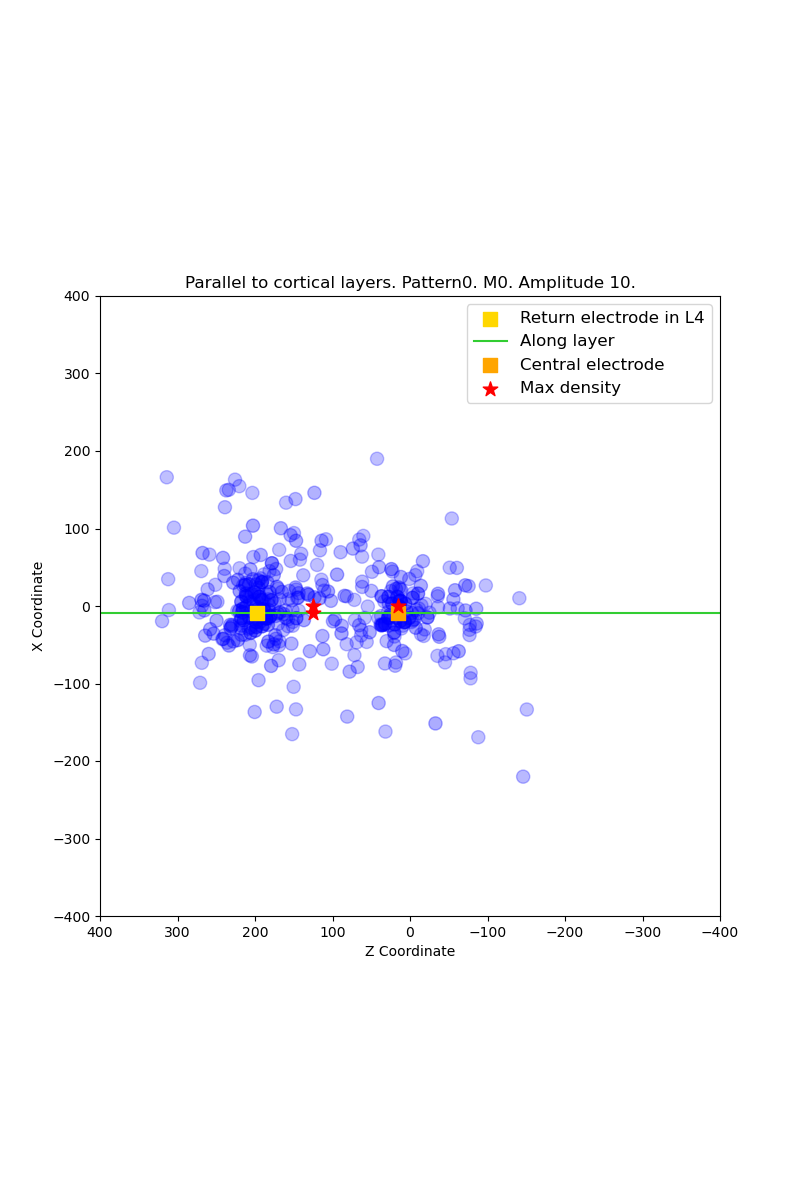 Parallel to cortical layers. Pattern0. M0. Amplitude 10.
Return electrode in L4
Along layer
Central electrode
Max density
400
300
200
100
0
−100
−200
−300
−400
X Coordinate
400
300
200
100
0
−100
−200
−300
−400
Z Coordinate